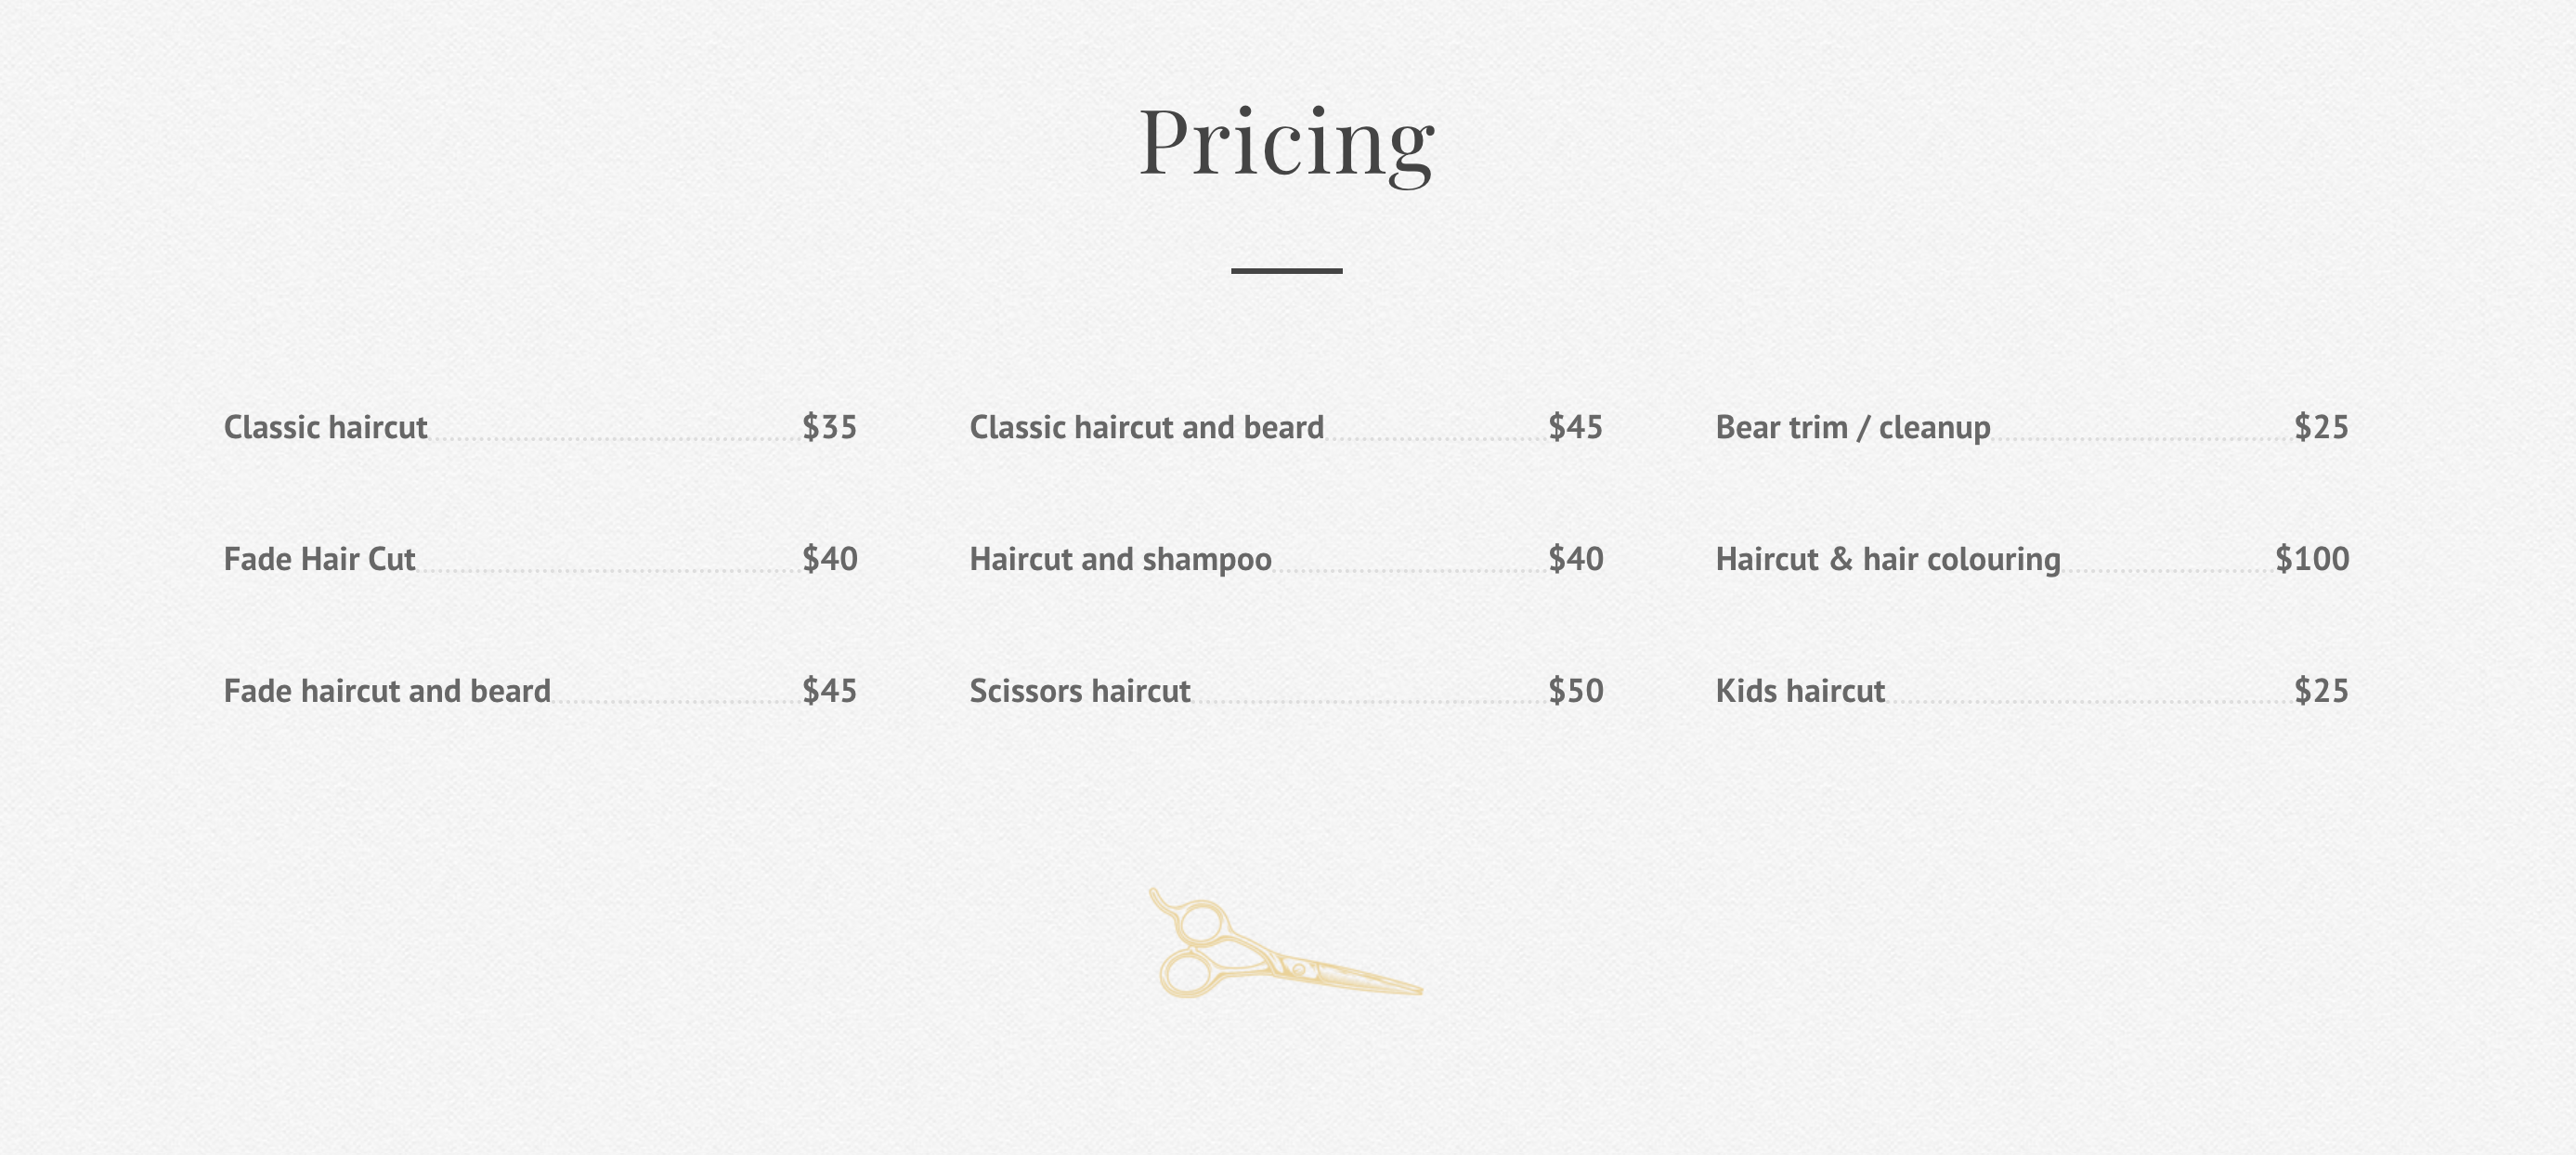 Pricing
Classic haircut $35
Classic haircut and beard $45
Bear trim / cleanup $25
Fade Hair Cut $40
Haircut and shampoo $40
Haircut & hair colouring $100
Fade haircut and beard $45
Scissors haircut $50
Kids haircut $25